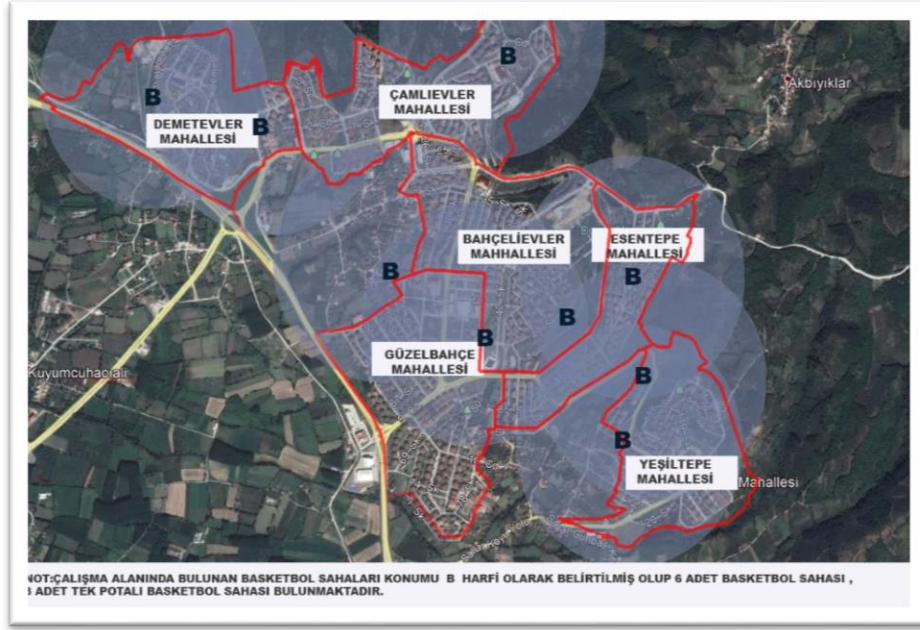 B
Akbıyıklar
ÇAMLIEVLER
MAHALLESİ
B
DEMETEVLER
MAHALLESİ
B
BAHÇELİEVLER
MAHHALLESİ
ESENTEPE
MAHALLESİ
B
B
B
B
GÜZELBAHÇE
MAHALLESİ
B
B
YEŞİLTEPE
MAHALLESİ
Mahallesi
NOT:ÇALIŞMA ALANINDA BULUNAN BASKETBOL SAHALARI KONUMU B HARFİ OLARAK BELİRTİLMİŞ OLUP 6 ADET BASKETBOL SAHASI ,
ADET TEK POTALI BASKETBOL SAHASI BULUNMAKTADIR.